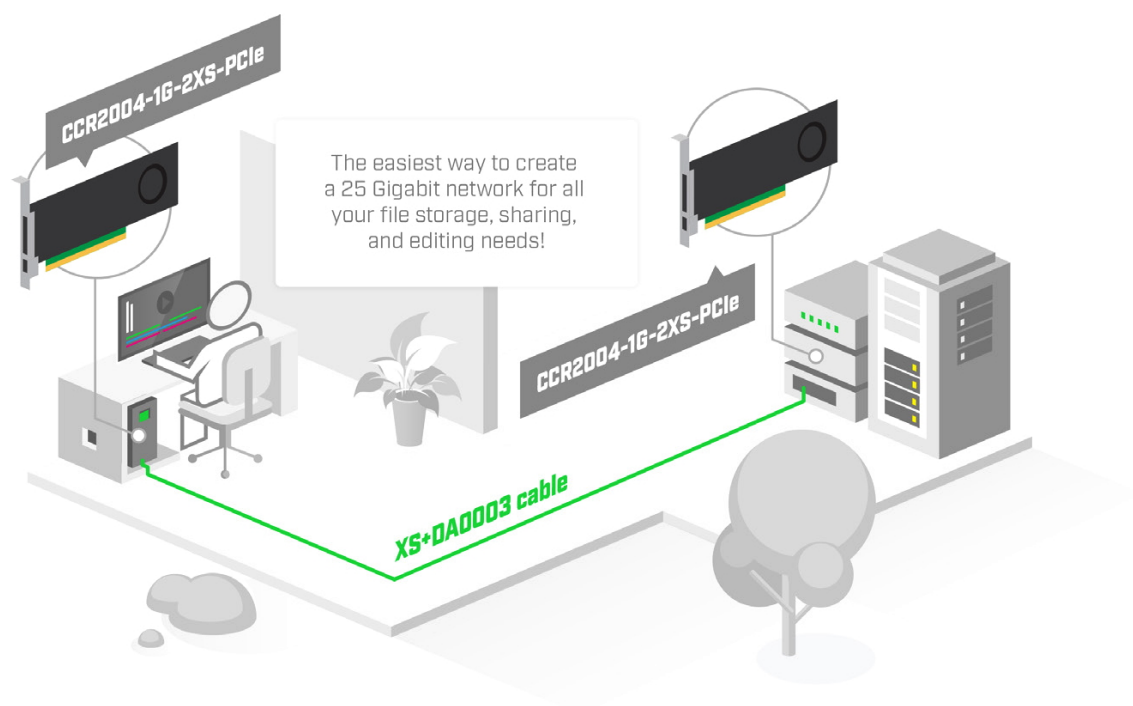 CCR2004-1G-2XS-PCIe
The easiest way to create
a 25 Gigabit network for all
your file storage, sharing,
and editing needs!
CCR2004-1G-2XS-PCIe
XS+DA0003 cable